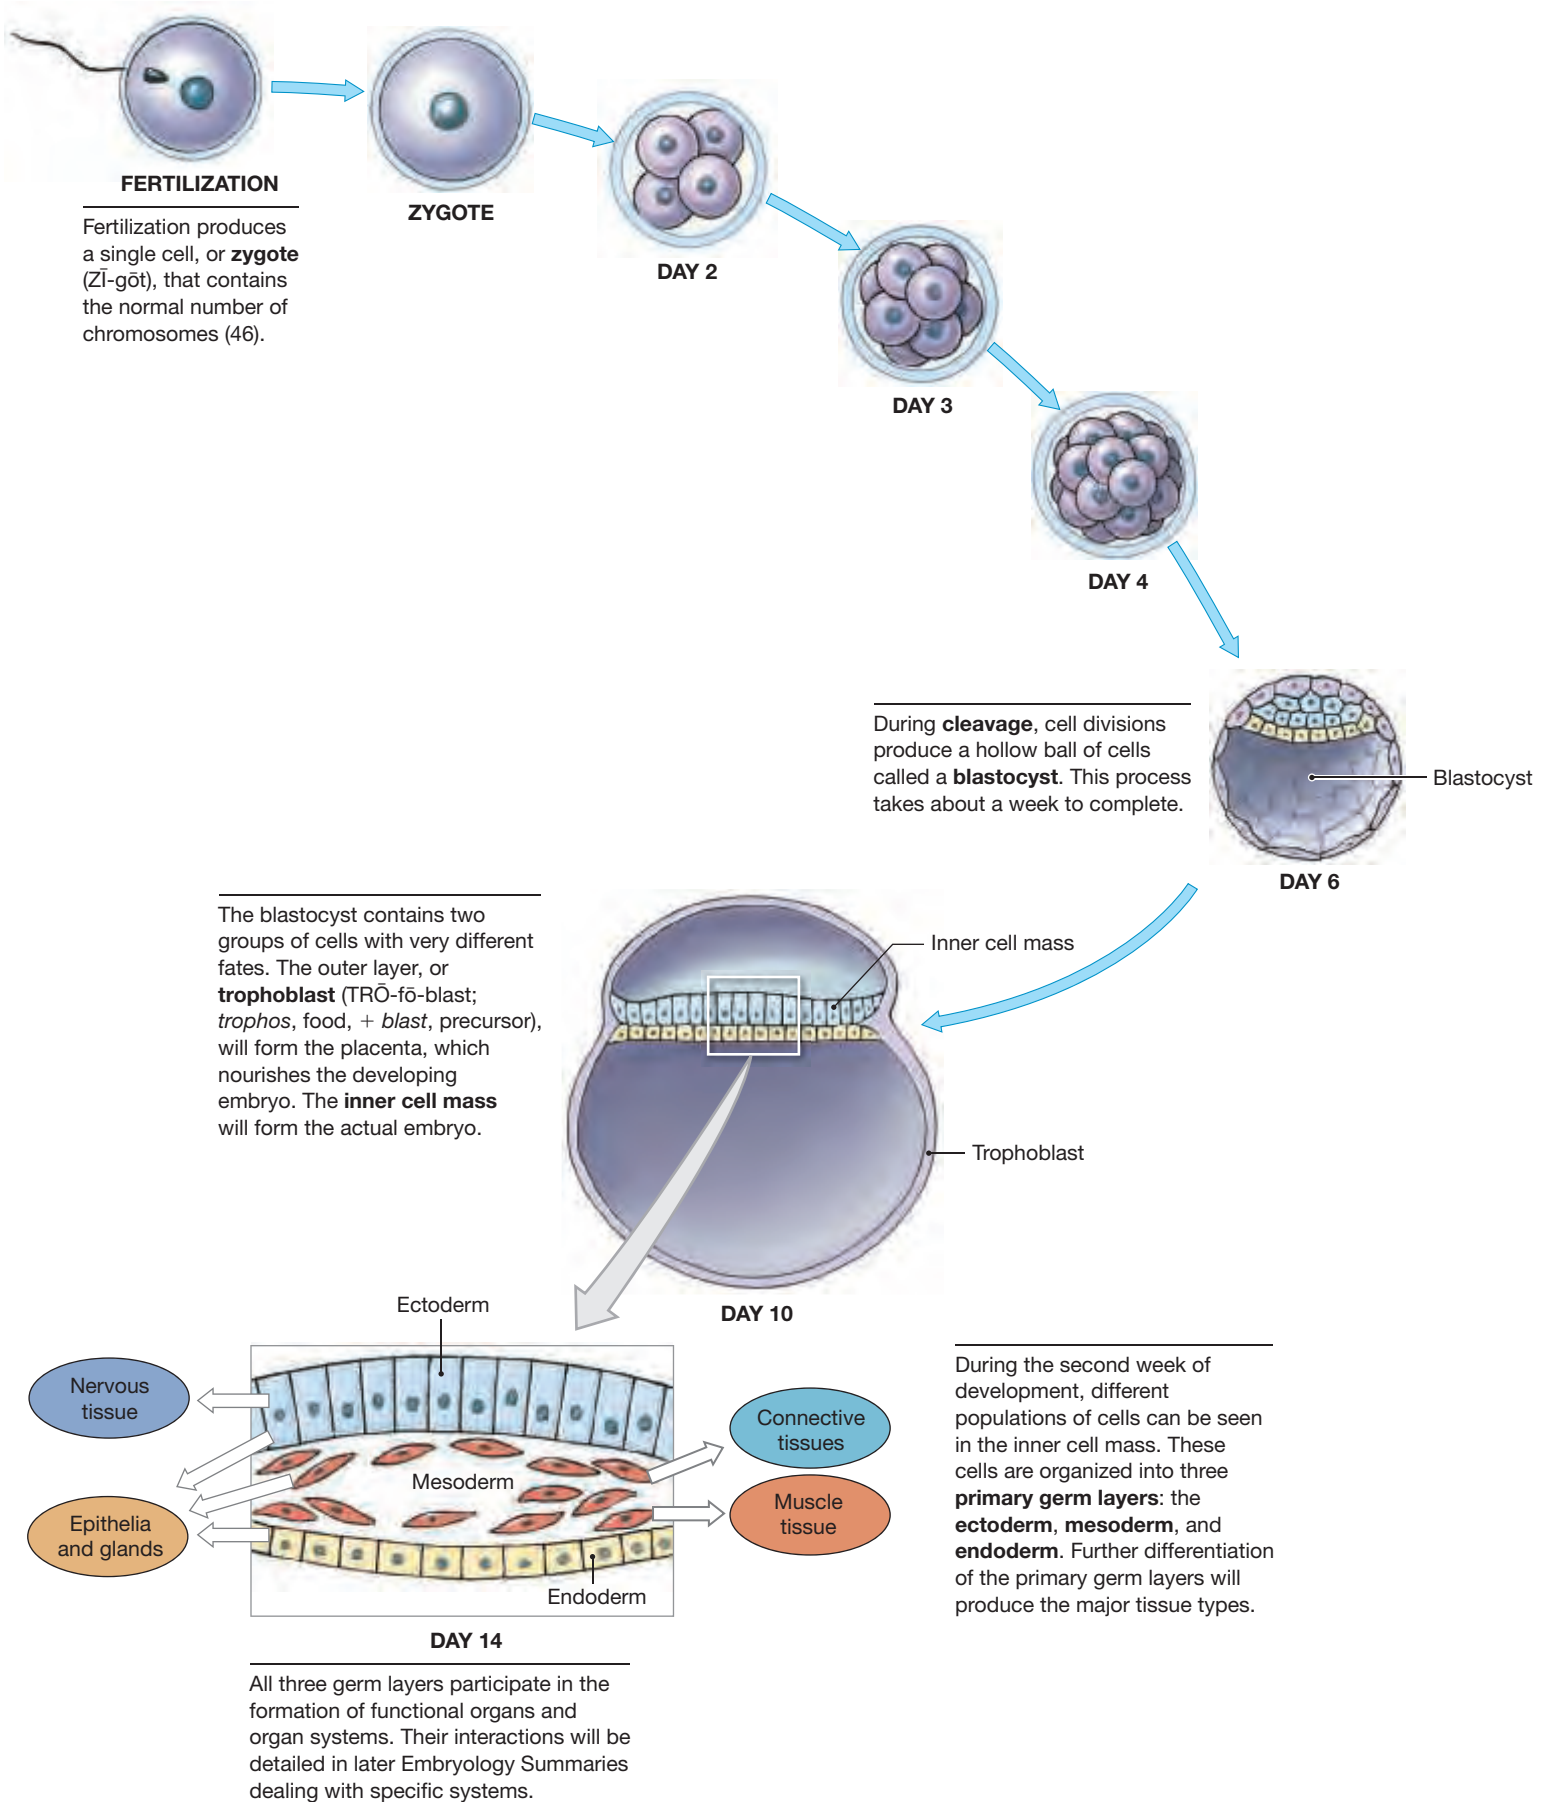 FERTILIZATION
Fertilization produces
a single cell, or zygote
(ZĪ-gōt), that contains
the normal number of
chromosomes (46).
ZYGOTE
DAY 2
DAY 3
DAY 4
During cleavage, cell divisions
produce a hollow ball of cells
called a blastocyst. This process
takes about a week to complete.
Blastocyst
DAY 6
The blastocyst contains two
groups of cells with very different
fates. The outer layer, or
trophoblast (TRŌ-fō-blast;
trophos, food, + blast, precursor),
will form the placenta, which
nourishes the developing
embryo. The inner cell mass
will form the actual embryo.
Inner cell mass
Trophoblast
DAY 10
Ectoderm
Nervous
tissue
Epithelia
and glands
Mesoderm
Connective
tissues
Muscle
tissue
Endoderm
DAY 14
During the second week of
development, different
populations of cells can be seen
in the inner cell mass. These
cells are organized into three
primary germ layers: the
ectoderm, mesoderm, and
endoderm. Further differentiation
of the primary germ layers will
produce the major tissue types.
All three germ layers participate in the
formation of functional organs and
organ systems. Their interactions will be
detailed in later Embryology Summaries
dealing with specific systems.